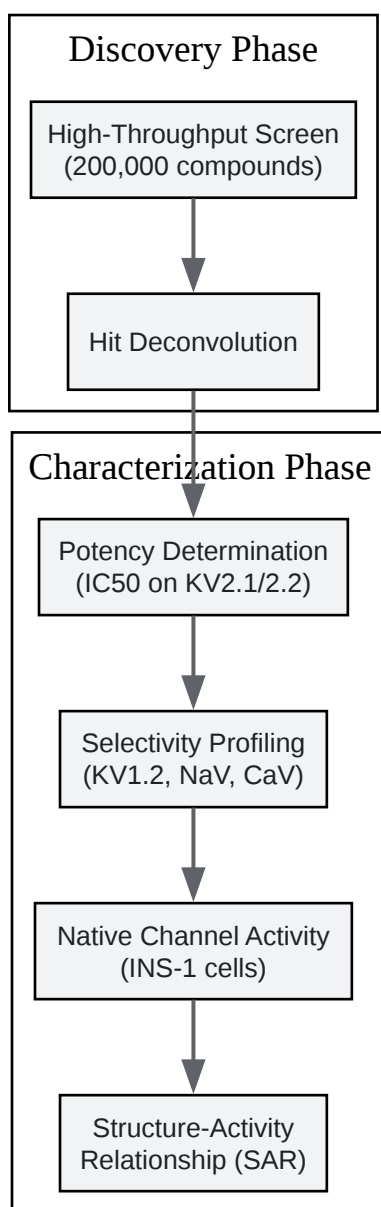 Discovery Phase
High-Throughput Screen
(200,000 compounds)
Hit Deconvolution
Characterization Phase
Potency Determination
(IC50 on KV2.1/2.2)
Selectivity Profiling
(KV1.2, NaV, CaV)
Native Channel Activity
(INS-1 cells)
Structure-Activity
Relationship (SAR)